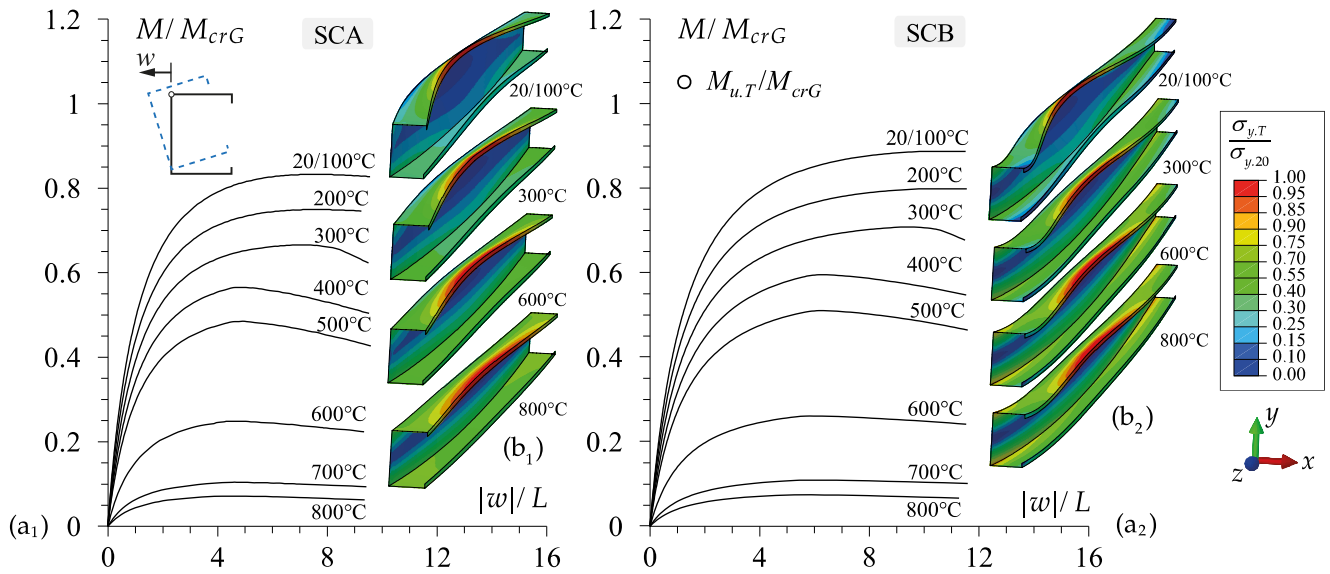 M/ M_crG
SCA
w
1.2
1
0.8
0.6
0.4
0.2
0
20/100°C
200°C
300°C
400°C
500°C
600°C
700°C
800°C
20/100°C
300°C
600°C
800°C
(b₁)
|w|/ L
(a₁)
0
4
8
12
16
M/ M_crG
SCB
M_u.T/M_crG
1.2
1
0.8
0.6
0.4
0.2
0
20/100°C
200°C
300°C
400°C
500°C
600°C
700°C
800°C
20/100°C
300°C
600°C
800°C
(b₂)
|w|/ L
(a₂)
0
4
8
12
16
σ_y.T
σ_y.20
1.00
0.95
0.85
0.90
0.75
0.70
0.55
0.40
0.30
0.25
0.15
0.10
0.00
y
z
x